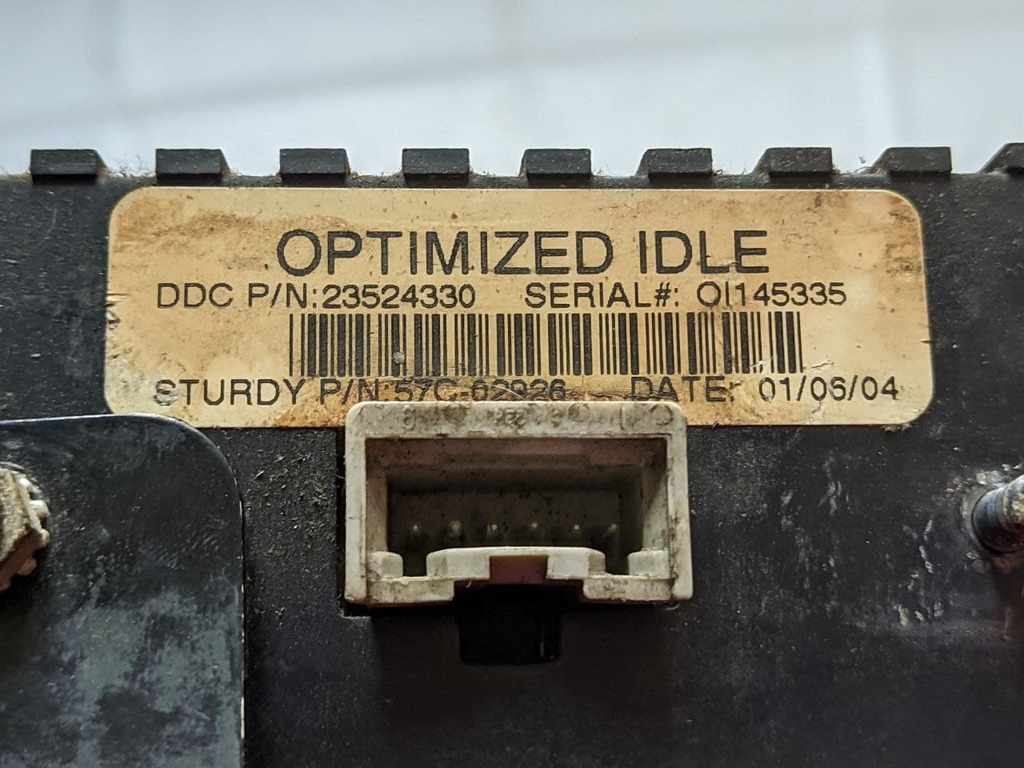 OPTIMIZED IDLE
DDC P/N:23524330 SERIAL#: OI145335
STURDY P/N:57C-62926 DATE: 01/06/04